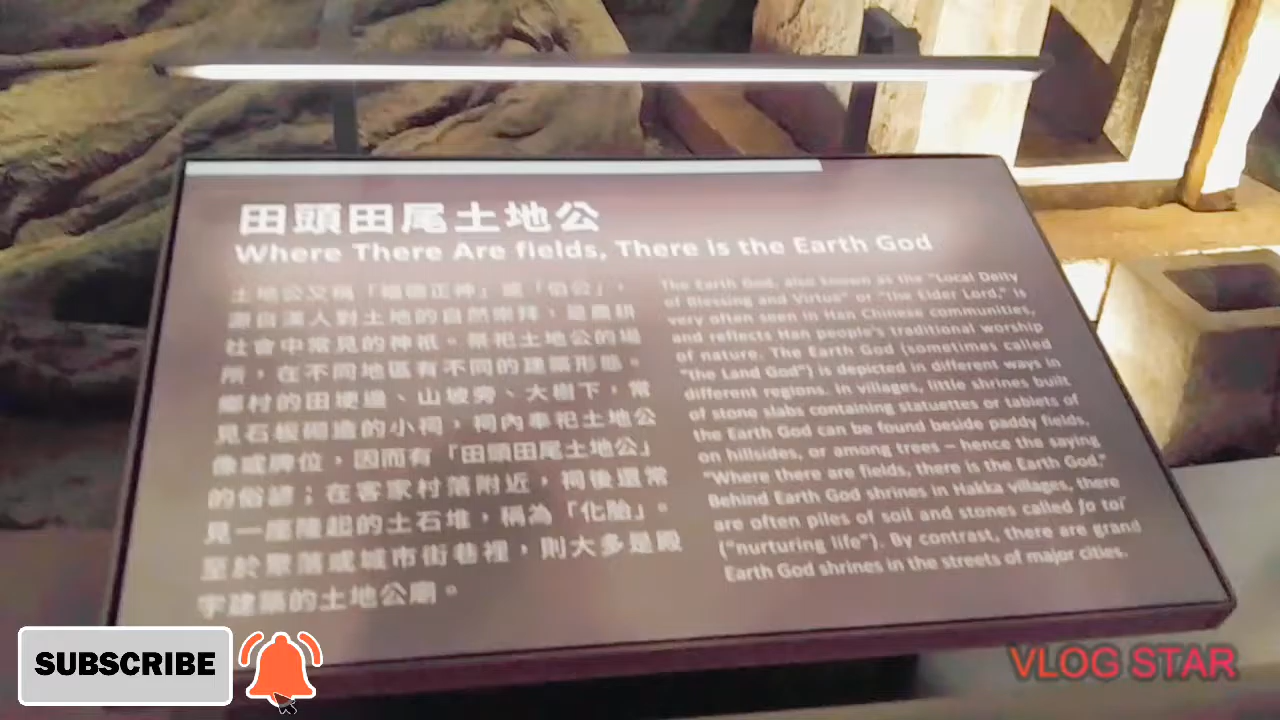 田頭田尾土地公
Where There Are fields, There is the Earth God
土地公又稱「福德正神」或「伯公」，
源自漢人對土地的自然崇拜，是農耕
社會中常見的神祇。祭祀土地公的場
所，在不同地區有不同的建築形態。
鄉村的田埂邊、山坡旁、大樹下，常
見石板砌造的小祠，祠內奉祀土地公
像或牌位，因而有「田頭田尾土地公」
的俗諺；在客家村落附近，祠後還常
見一座隆起的土石堆，稱為「化胎」。
至於聚落或城市街巷裡，則大多是殿
宇建築的土地公廟。
The Earth God, also known as the "Local Deity
of Blessing and Virtue" or "the Elder Lord," is
very often seen in Han Chinese communities,
and reflects Han people's traditional worship
of nature. The Earth God (sometimes called
"the Land God") is depicted in different ways in
different regions. In villages, little shrines built
of stone slabs containing statuettes or tablets of
the Earth God can be found beside paddy fields,
on hillsides, or among trees – hence the saying
"Where there are fields, there is the Earth God."
Behind Earth God shrines in Hakka villages, there
are often piles of soil and stones called fa toi
("nurturing life"). By contrast, there are grand
Earth God shrines in the streets of major cities.
SUBSCRIBE
VLOG STAR